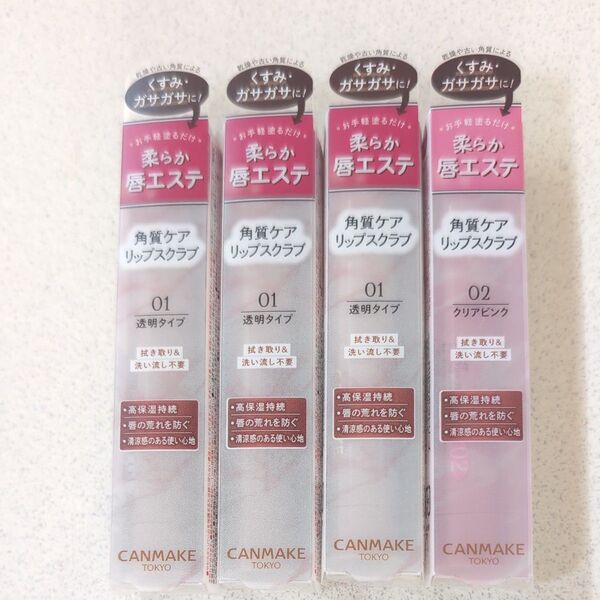 乾燥や古い角質による
くすみ・
ガサガサに!
お手軽塗るだけ
柔らか
唇エステ
角質ケア
リップスクラブ
01
透明タイプ
拭き取り&
洗い流し不要
・高保湿持続
・唇の荒れを防ぐ
・清涼感のある使い心地
CANMAKE
TOKYO
乾燥や古い角質による
くすみ・
ガサガサに!
お手軽塗るだけ
柔らか
唇エステ
角質ケア
リップスクラブ
01
透明タイプ
拭き取り&
洗い流し不要
・高保湿持続
・唇の荒れを防ぐ
・清涼感のある使い心地
CANMAKE
TOKYO
乾燥や古い角質による
くすみ・
ガサガサに!
お手軽塗るだけ
柔らか
唇エステ
角質ケア
リップスクラブ
01
透明タイプ
拭き取り&
洗い流し不要
・高保湿持続
・唇の荒れを防ぐ
・清涼感のある使い心地
CANMAKE
TOKYO
乾燥や古い角質による
くすみ・
ガサガサに!
お手軽塗るだけ
柔らか
唇エステ
角質ケア
リップスクラブ
02
クリアピンク
拭き取り&
洗い流し不要
・高保湿持続
・唇の荒れを防ぐ
・清涼感のある使い心地
02
CANMAKE
TOKYO